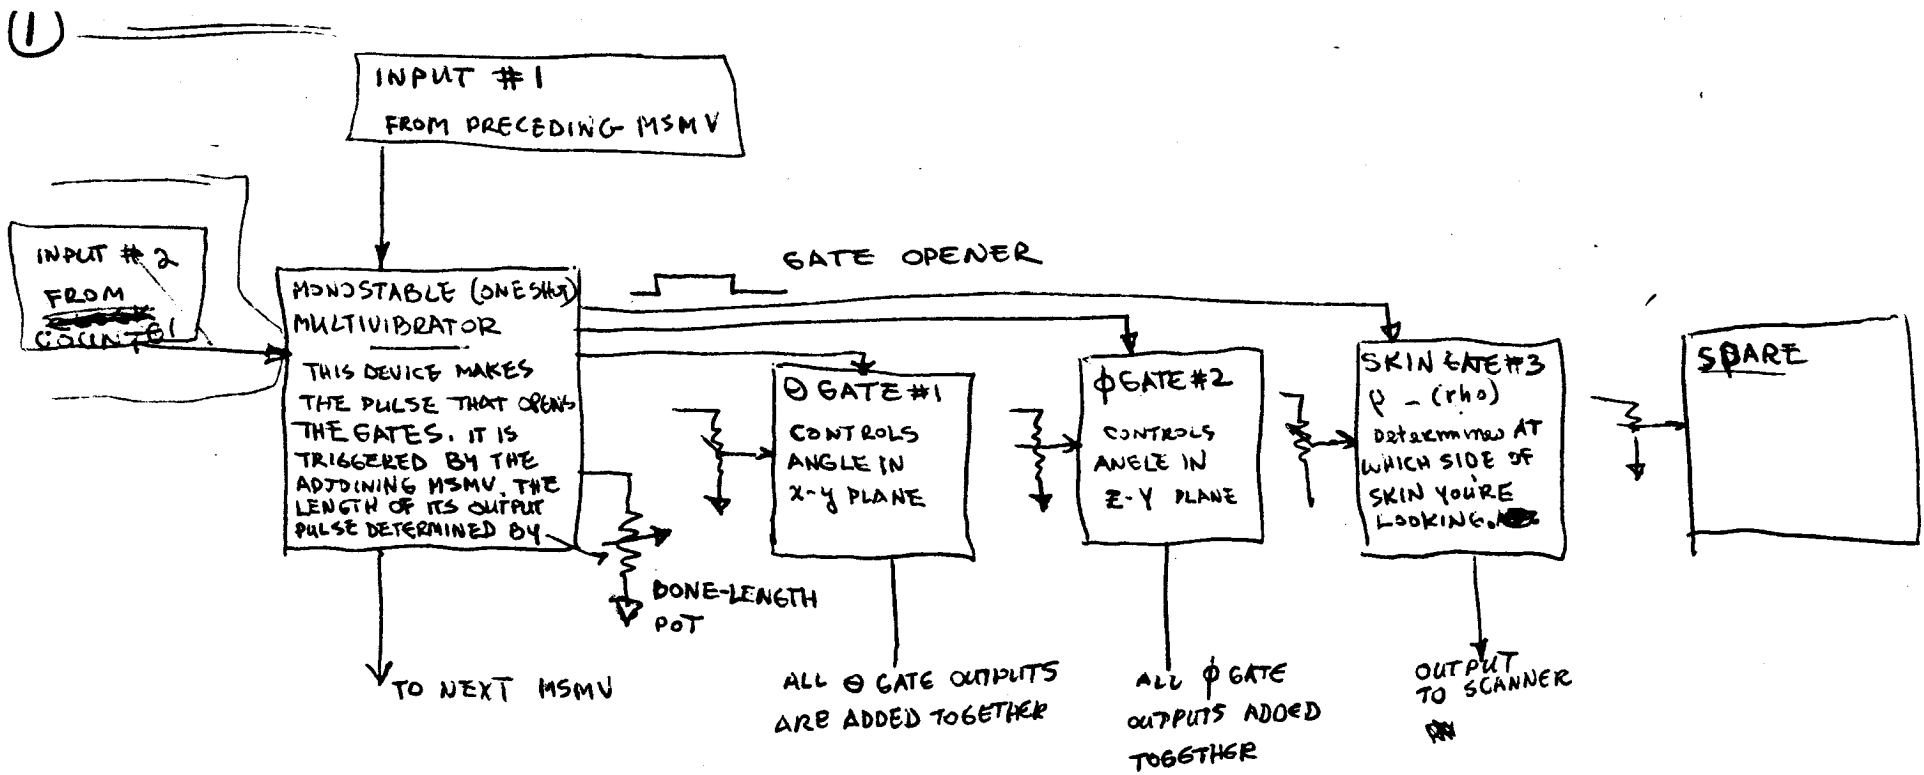 1
INPUT #1
FROM PRECEDING MSMV
INPUT # 2
FROM
COUNTER
MONOSTABLE (ONESHOT)
MULTIVIBRATOR
THIS DEVICE MAKES
THE PULSE THAT OPENS
THE GATES. IT IS
TRIGGERED BY THE
ADJOINING MSMV. THE
LENGTH OF ITS OUTPUT
PULSE DETERMINED BY
BONE-LENGTH
POT
TO NEXT MSMV
GATE OPENER
θ GATE #1
CONTROLS
ANGLE IN
x-y PLANE
ALL θ GATE OUTPUTS
ARE ADDED TOGETHER
ϕ GATE #2
CONTROLS
ANGLE IN
Z-Y PLANE
ALL ϕ GATE
OUTPUTS ADDED
TOGETHER
SKIN GATE #3
ρ - (rho)
Determines AT
WHICH SIDE OF
SKIN YOU'RE
LOOKING.
OUTPUT
TO SCANNER
SPARE